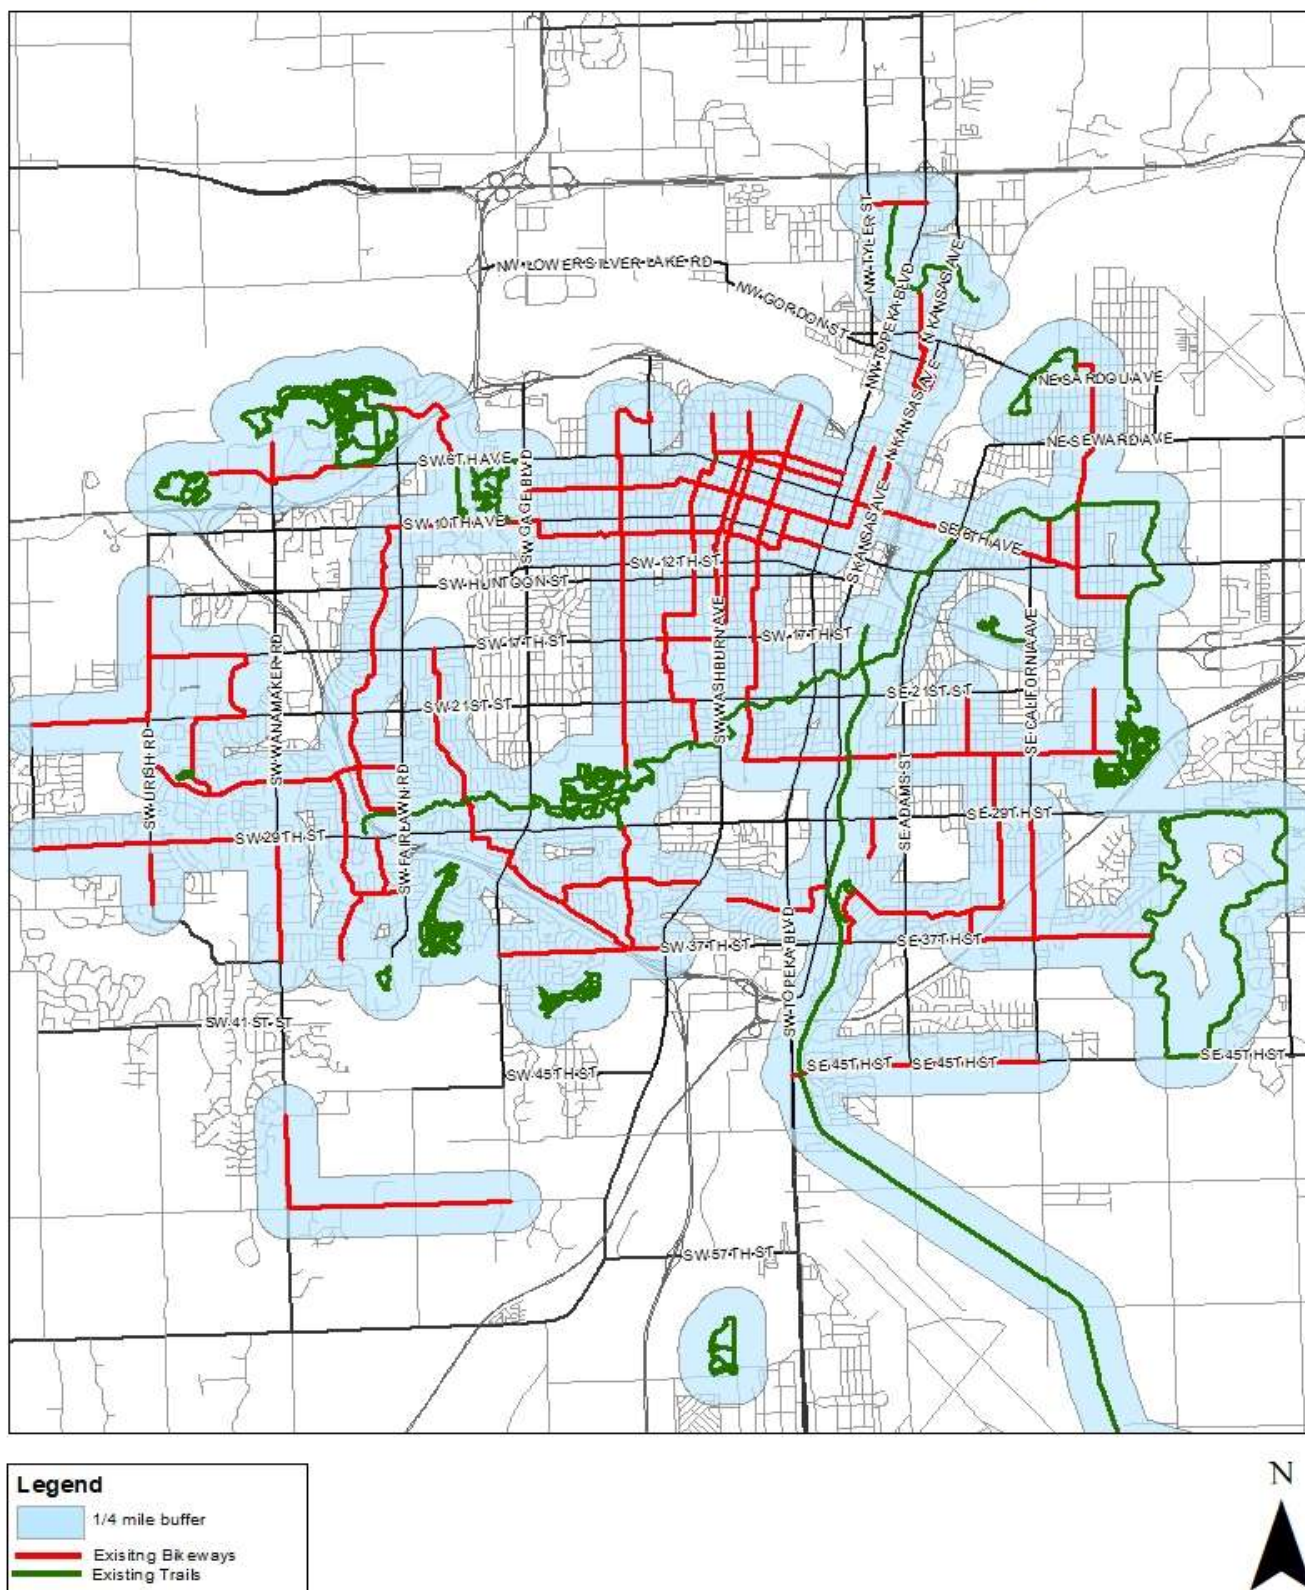 NW TYLER ST
NW TOPEKA BLVD
N KANSAS AVE
NW LOWER SILVER LAKE RD
NW GORDON ST
NW TOPEKA BLVD
N KANSAS AVE
NE SARDOU AVE
NE SEWARD AVE
SW 6TH AVE
SW GAGE BLVD
SW 10TH AVE
S KANSAS AVE
SE 6TH AVE
SW 12TH ST
SW HUNTOON ST
SW WASHBURN AVE
SW 17TH ST
SW 17TH ST
SE CALIFORNIA AVE
SW WANAMAKER RD
SW 21ST ST
SE 21ST ST
SW URISH RD
SW FAIRLAWN RD
SE ADAMS ST
SW 29TH ST
SE 29TH ST
SW TOPEKA BLVD
SW 37TH ST
SE 37TH ST
SW 41ST ST
SW 45TH ST
SE 45TH ST
SE 45TH ST
SE 45TH ST
SW 57TH ST
Legend
1/4 mile buffer
Exisitng Bikeways
Existing Trails
N